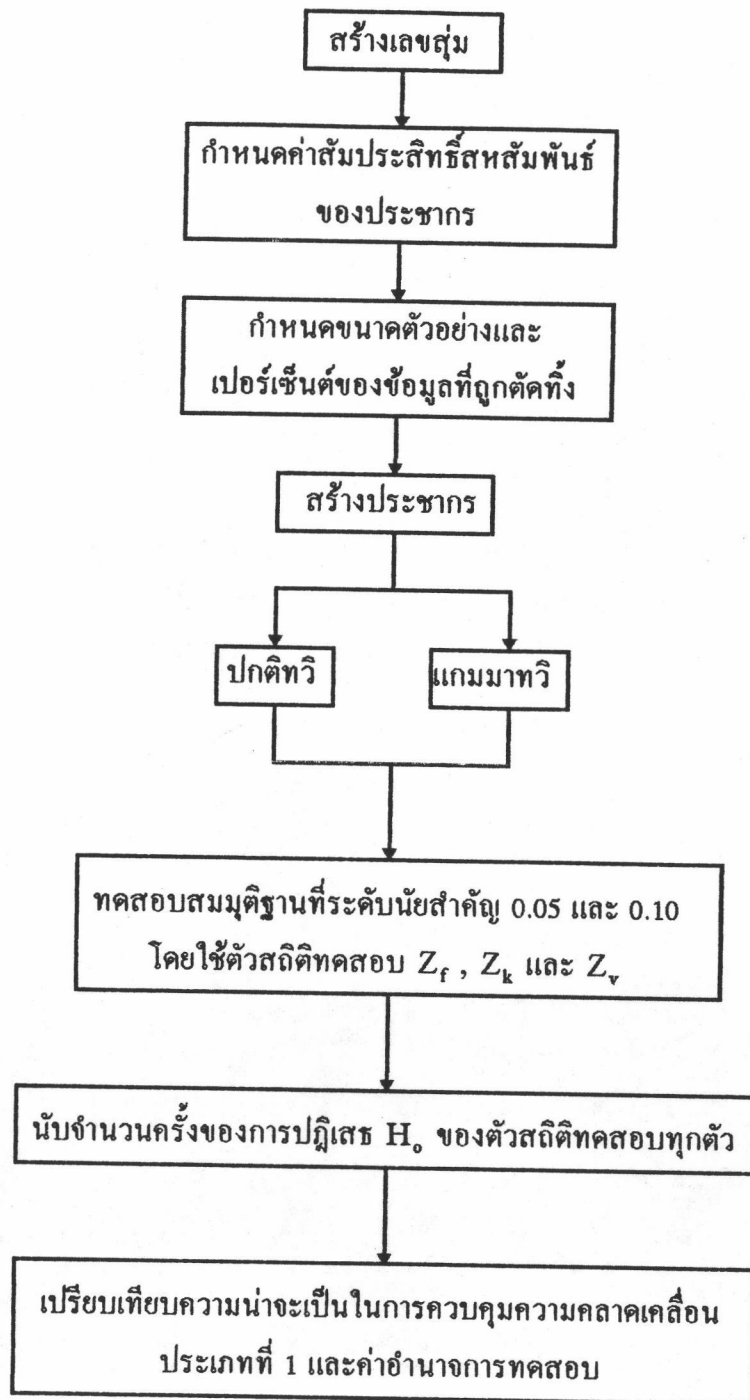 สร้างเลขสุ่ม
กำหนดค่าสัมประสิทธิ์สหสัมพันธ์
ของประชากร
กำหนดขนาดตัวอย่างและ
เปอร์เซ็นต์ของข้อมูลที่ถูกตัดทิ้ง
สร้างประชากร
ปกติทวิ
แกมมาทวิ
ทดสอบสมมุติฐานที่ระดับนัยสำคัญ 0.05 และ 0.10
โดยใช้ตัวสถิติทดสอบ Z_f , Z_k และ Z_v
นับจำนวนครั้งของการปฎิเสธ H_o ของตัวสถิติทดสอบทุกตัว
เปรียบเทียบความน่าจะเป็นในการควบคุมความคลาดเคลื่อน
ประเภทที่ 1 และค่าอำนาจการทดสอบ